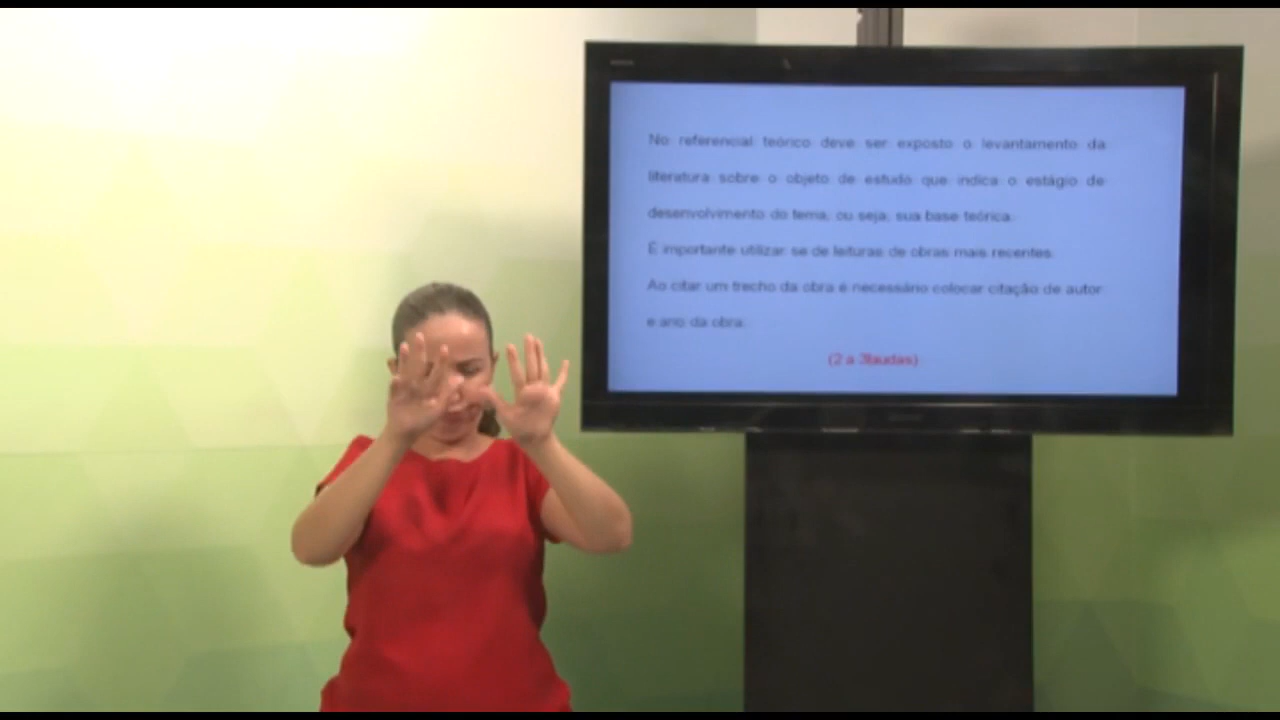 No referencial teórico deve ser exposto o levantamento da
literatura sobre o objeto de estudo que indica o estágio de
desenvolvimento do tema, ou seja, sua base teórica.
É importante utilizar se de leituras de obras mais recentes.
Ao citar um trecho da obra é necessário colocar citação de autor
e ano da obra.
(2 a 3laudas)